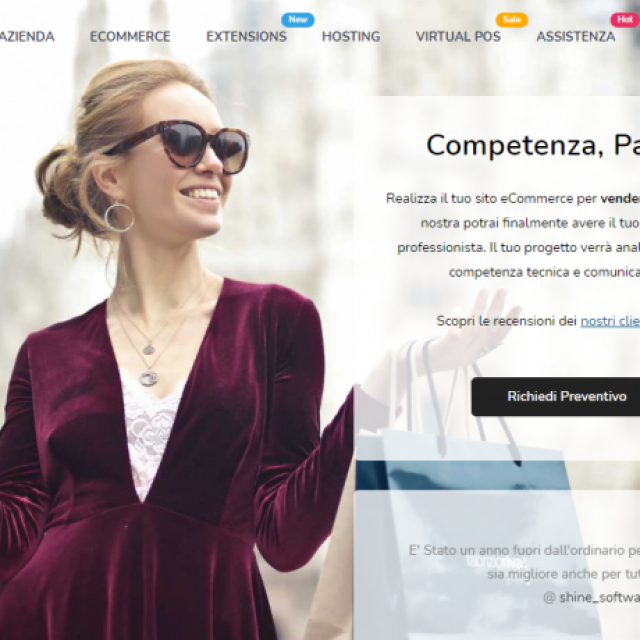 New Sale Hot
AZIENDA ECOMMERCE EXTENSIONS HOSTING VIRTUAL POS ASSISTENZA
Competenza, Pa
Realizza il tuo sito eCommerce per vender
nostra potrai finalmente avere il tuo
professionista. Il tuo progetto verrà anal
competenza tecnica e comunica
Scopri le recensioni dei nostri clie
Richiedi Preventivo
E' Stato un anno fuori dall'ordinario pe
sia migliore anche per tut
@ shine_softwa